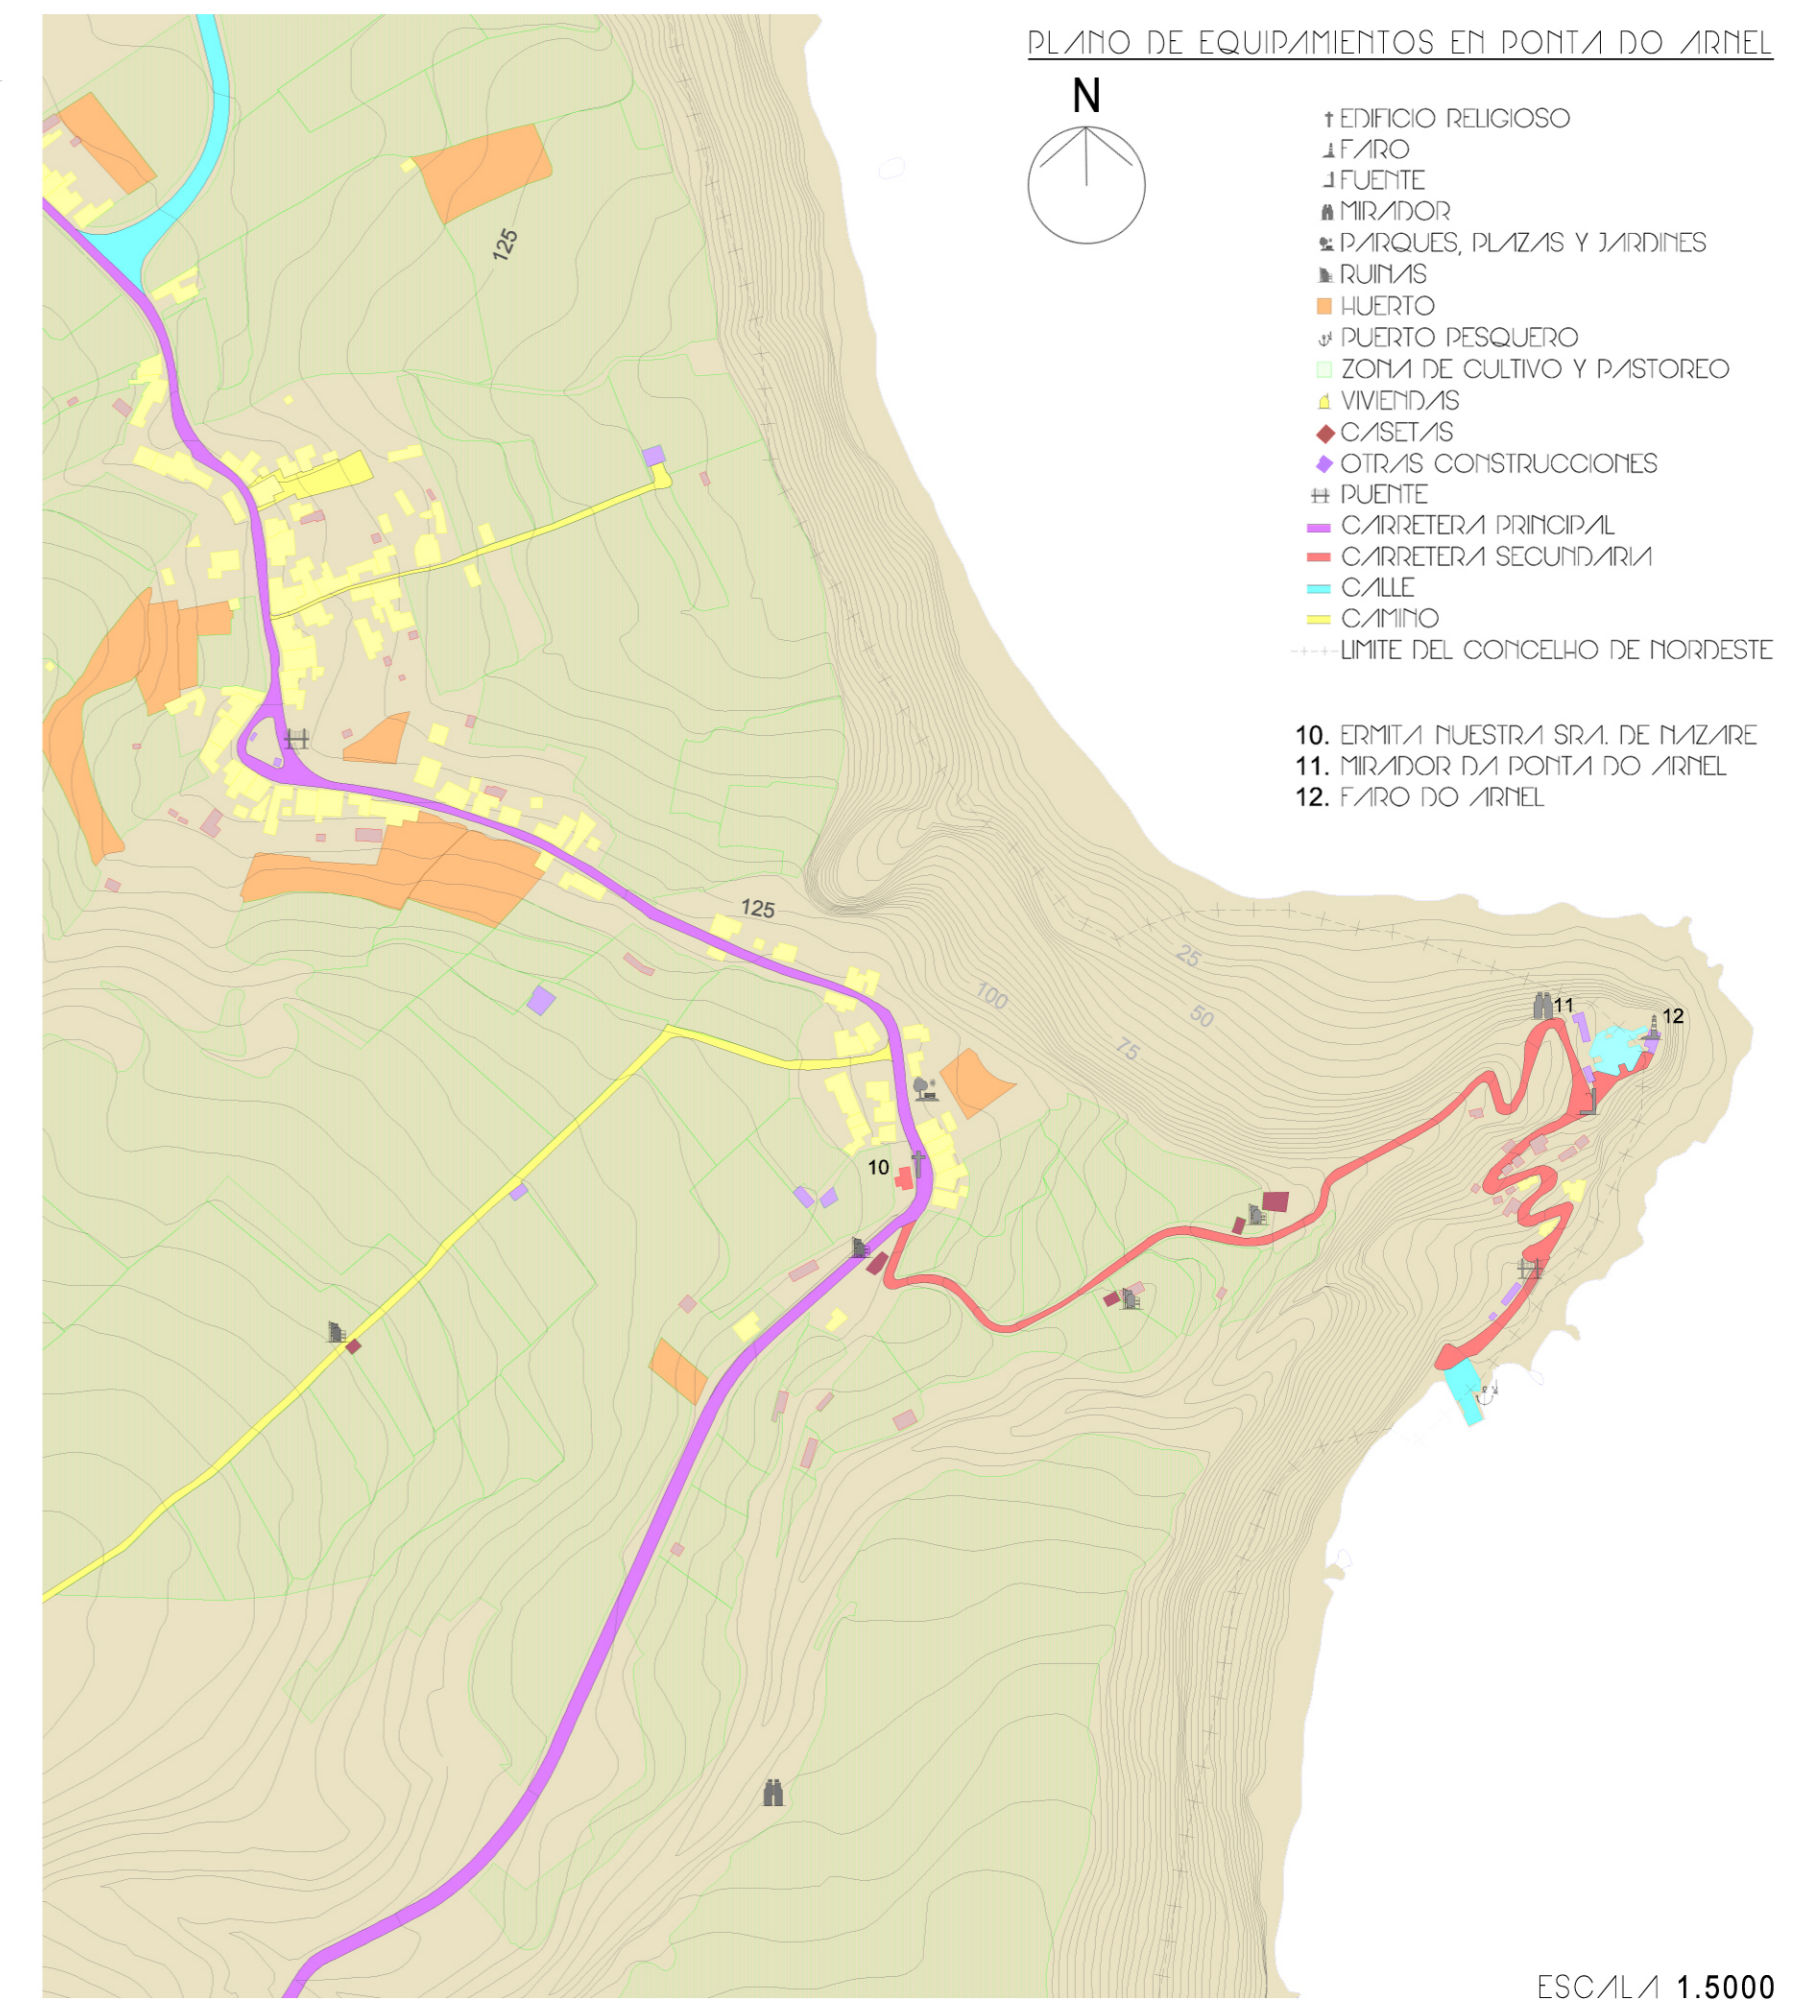 PLANO DE EQUIPAMIENTOS EN PONTA DO ARNEL
N
EDIFICIO RELIGIOSO
FARO
FUENTE
MIRADOR
PARQUES, PLAZAS Y JARDINES
RUINAS
HUERTO
PUERTO PESQUERO
ZONA DE CULTIVO Y PASTOREO
VIVIENDAS
CASETAS
OTRAS CONSTRUCCIONES
PUENTE
CARRETERA PRINCIPAL
CARRETERA SECUNDARIA
CALLE
CAMINO
LIMITE DEL CONCELHO DE NORDESTE
10. ERMITA NUESTRA SRA. DE NAZARE
11. MIRADOR DA PONTA DO ARNEL
12. FARO DO ARNEL
125
125
25
100
50
75
11
12
10
ESCALA 1.5000